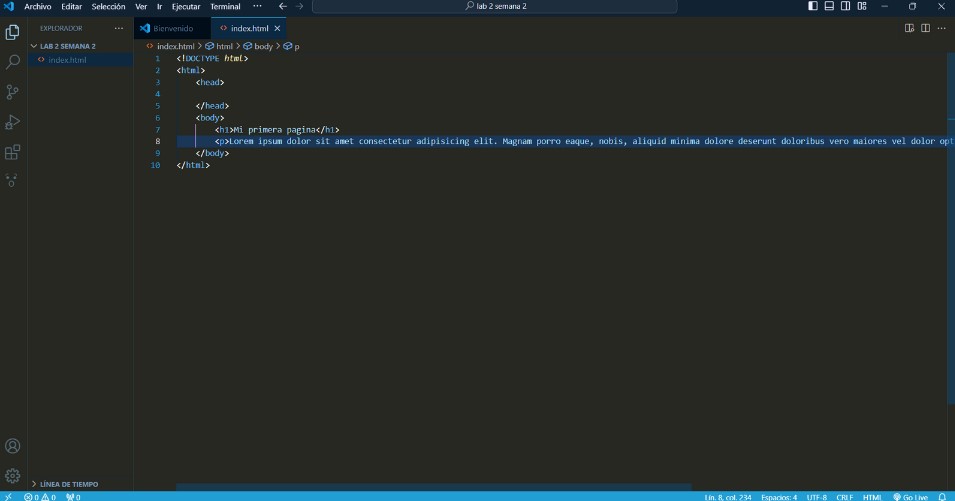 Archivo Editar Selección Ver Ir Ejecutar Terminal ··· lab 2 semana 2
EXPLORADOR ···
LAB 2 SEMANA 2
index.html
LÍNEA DE TIEMPO
Bienvenido index.html
index.html > html > body > p
1 <!DOCTYPE html>
2 <html>
3 <head>
4
5 </head>
6 <body>
7 <h1>Mi primera pagina</h1>
8 <p>Lorem ipsum dolor sit amet consectetur adipisicing elit. Magnam porro eaque, nobis, aliquid minima dolore deserunt doloribus vero maiores vel dolor opt
9 </body>
10 </html>
0 0 0 Lín. 8, col. 234 Espacios: 4 UTF-8 CRLF HTML Go Live